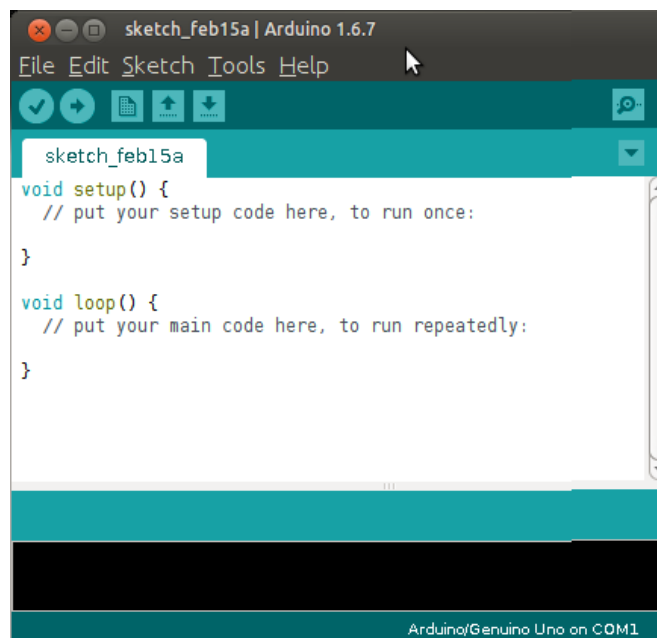 sketch_feb15a | Arduino 1.6.7
File Edit Sketch Tools Help
sketch_feb15a
void setup() {
  // put your setup code here, to run once:
}
void loop() {
  // put your main code here, to run repeatedly:
}
Arduino/Genuino Uno on COM1